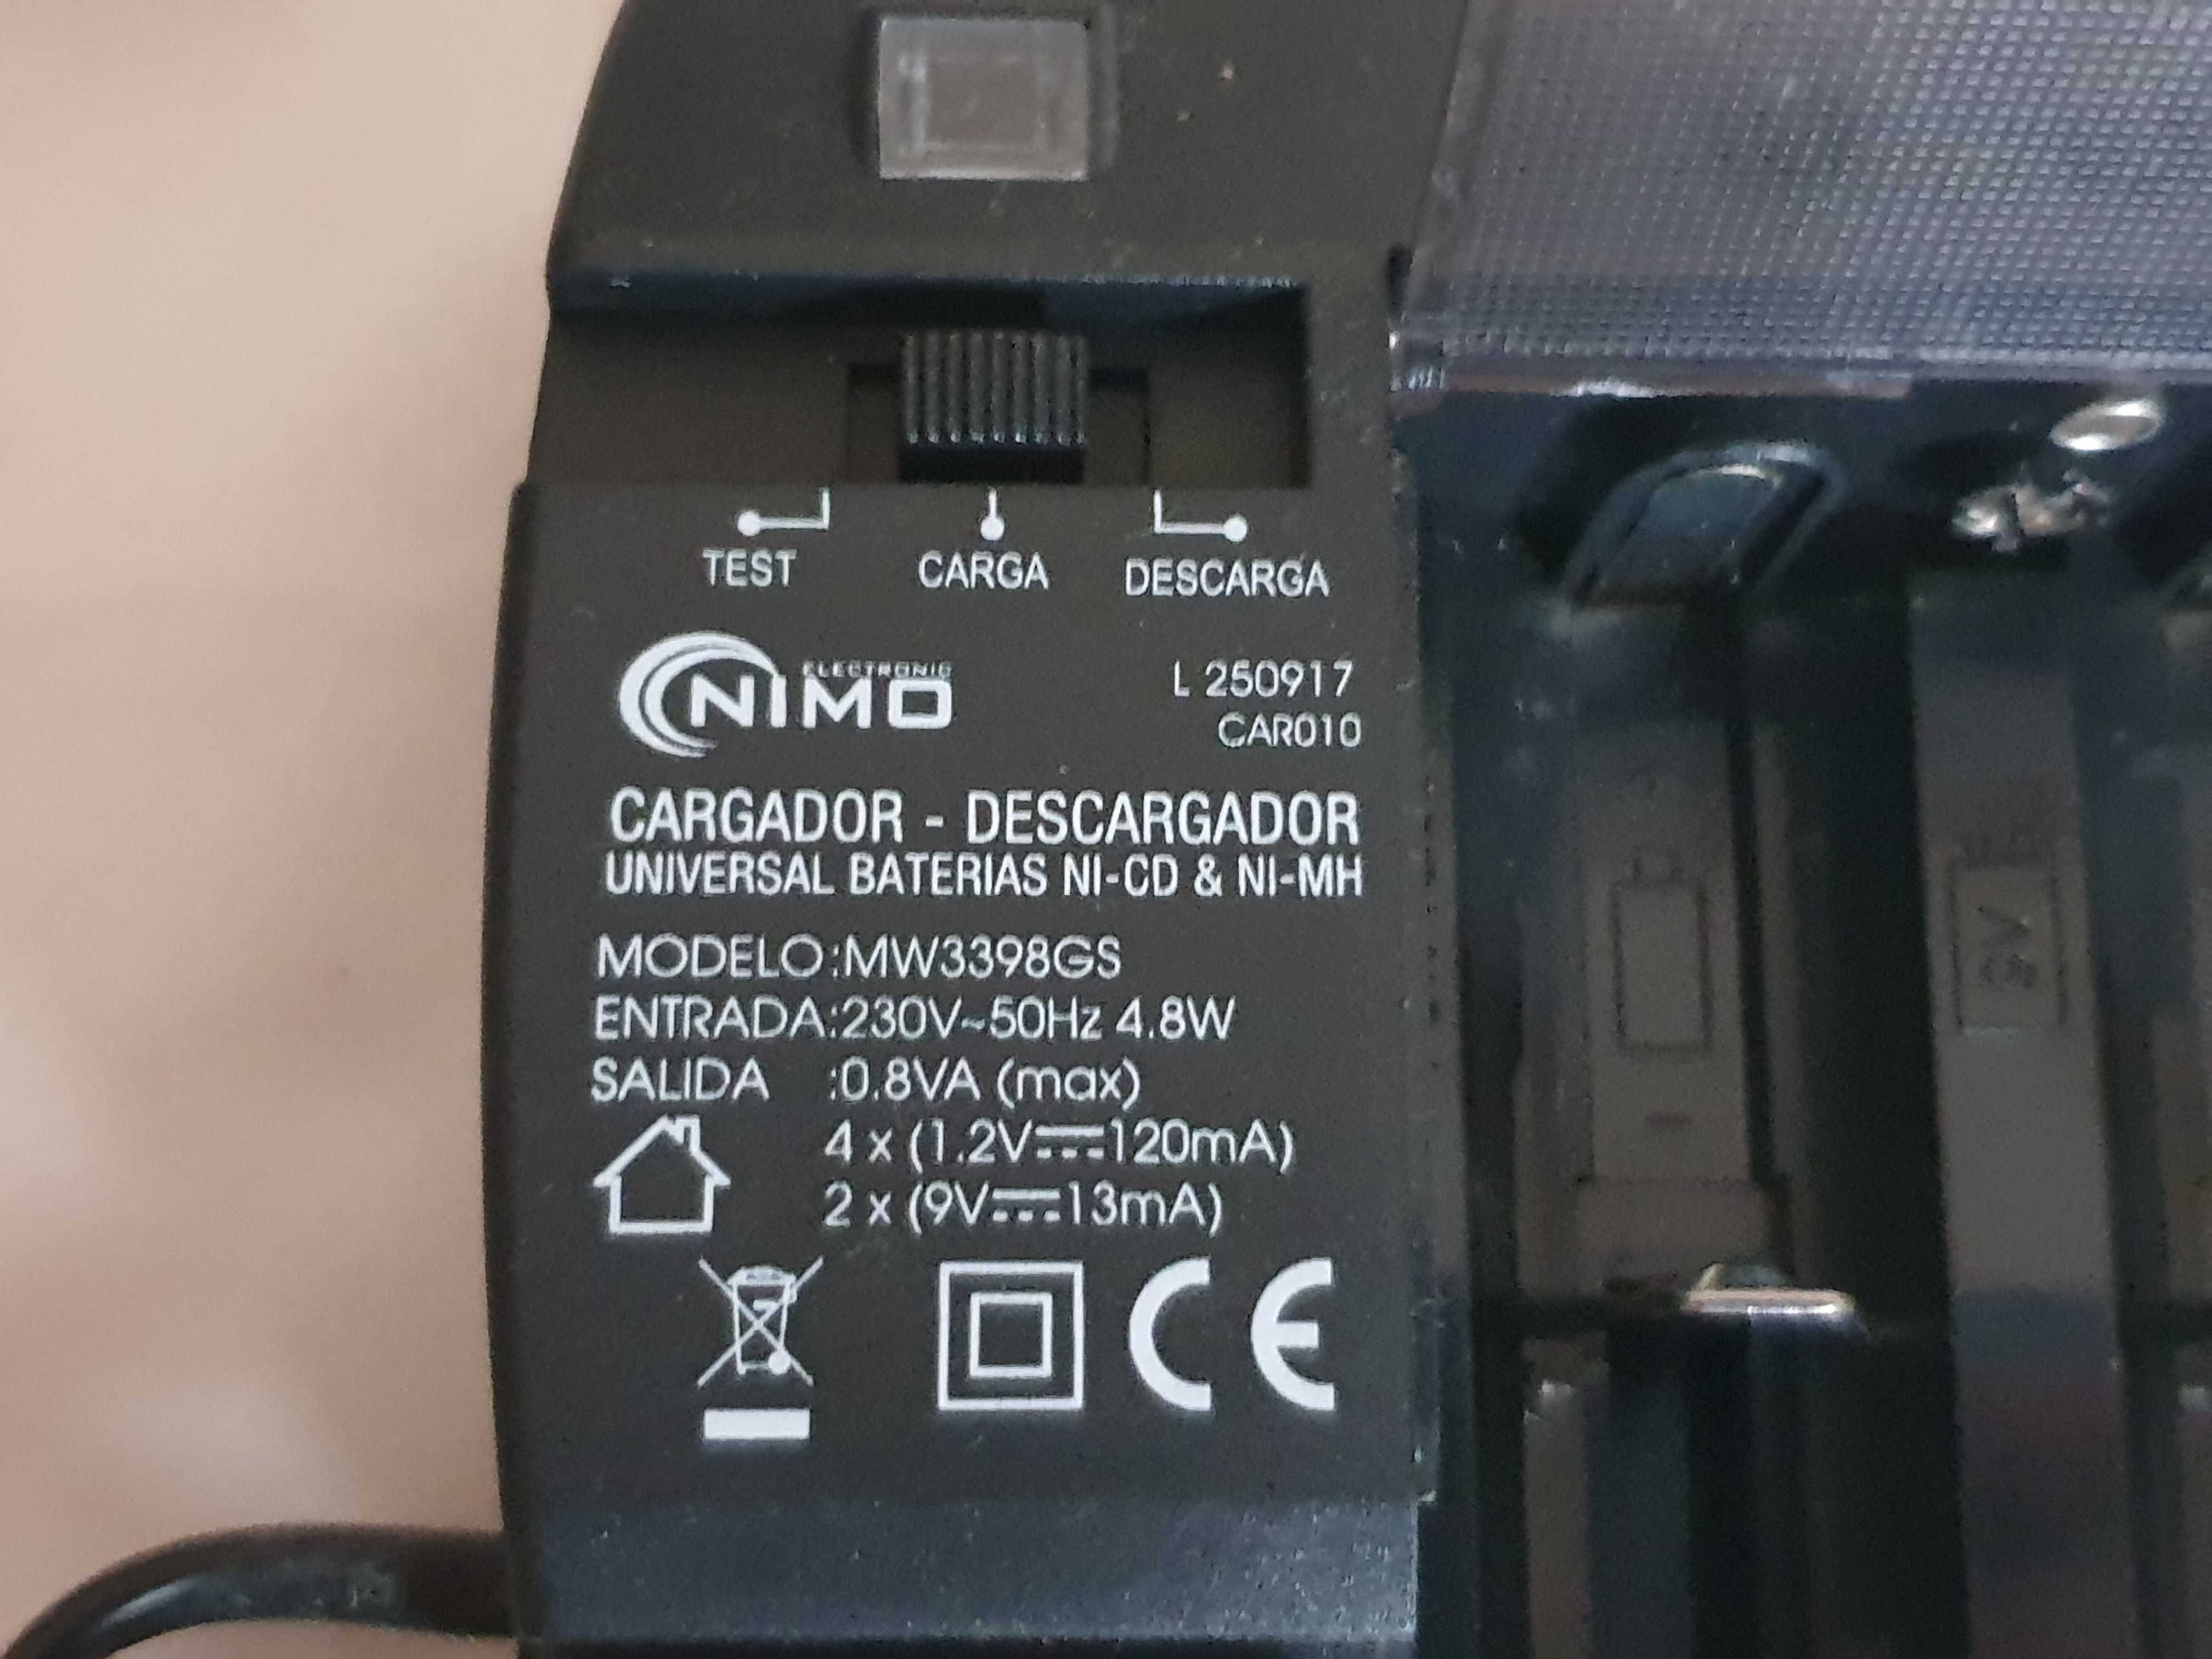 TEST CARGA DESCARGA
ELECTRONIC
NIMO
L 250917
CAR010
CARGADOR - DESCARGADOR
UNIVERSAL BATERIAS NI-CD & NI-MH
MODELO:MW3398GS
ENTRADA:230V~50Hz 4.8W
SALIDA :0.8VA (max)
4 x (1.2V⎓120mA)
2 x (9V⎓13mA)
CE
9V